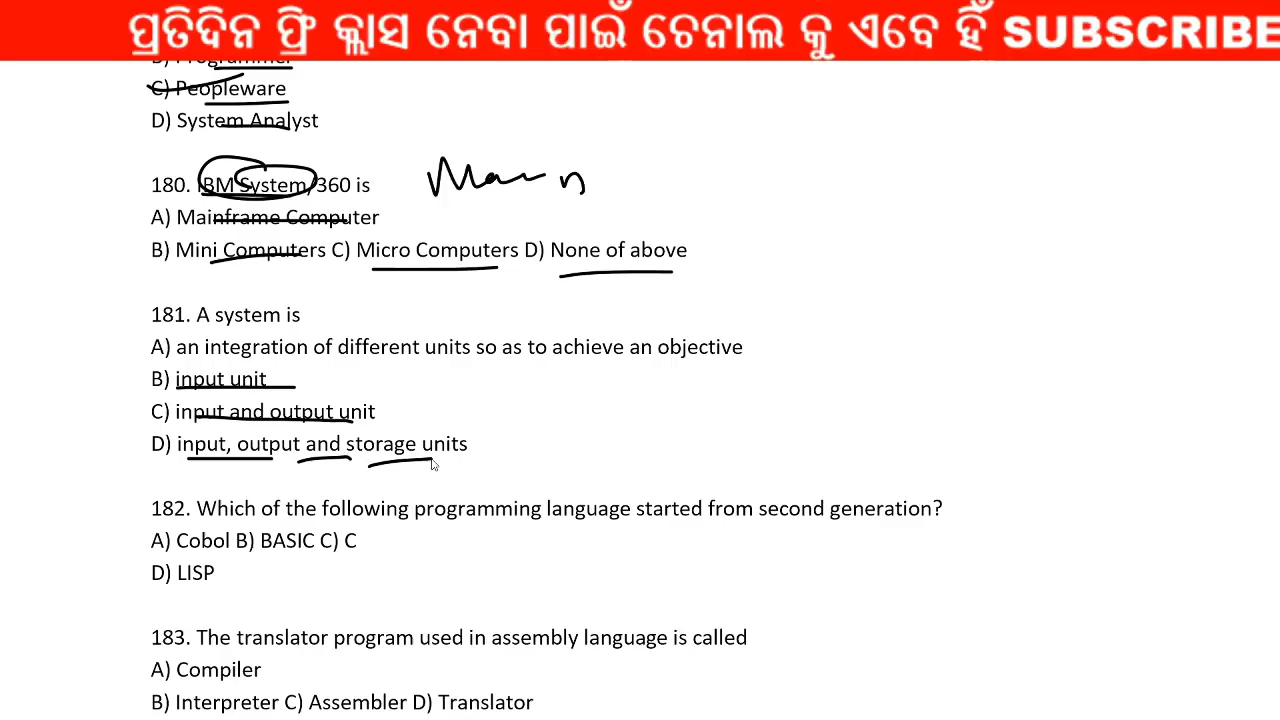 ପ୍ରତିଦିନ ଫ୍ରି କ୍ଲାସ ନେବା ପାଇଁ ଚେନାଲ କୁ ଏବେ ହିଁ SUBSCRIBE
B) Programmer
C) Peopleware
D) System Analyst
180. IBM System/360 is
A) Mainframe Computer
B) Mini Computers C) Micro Computers D) None of above
181. A system is
A) an integration of different units so as to achieve an objective
B) input unit
C) input and output unit
D) input, output and storage units
182. Which of the following programming language started from second generation?
A) Cobol B) BASIC C) C
D) LISP
183. The translator program used in assembly language is called
A) Compiler
B) Interpreter C) Assembler D) Translator